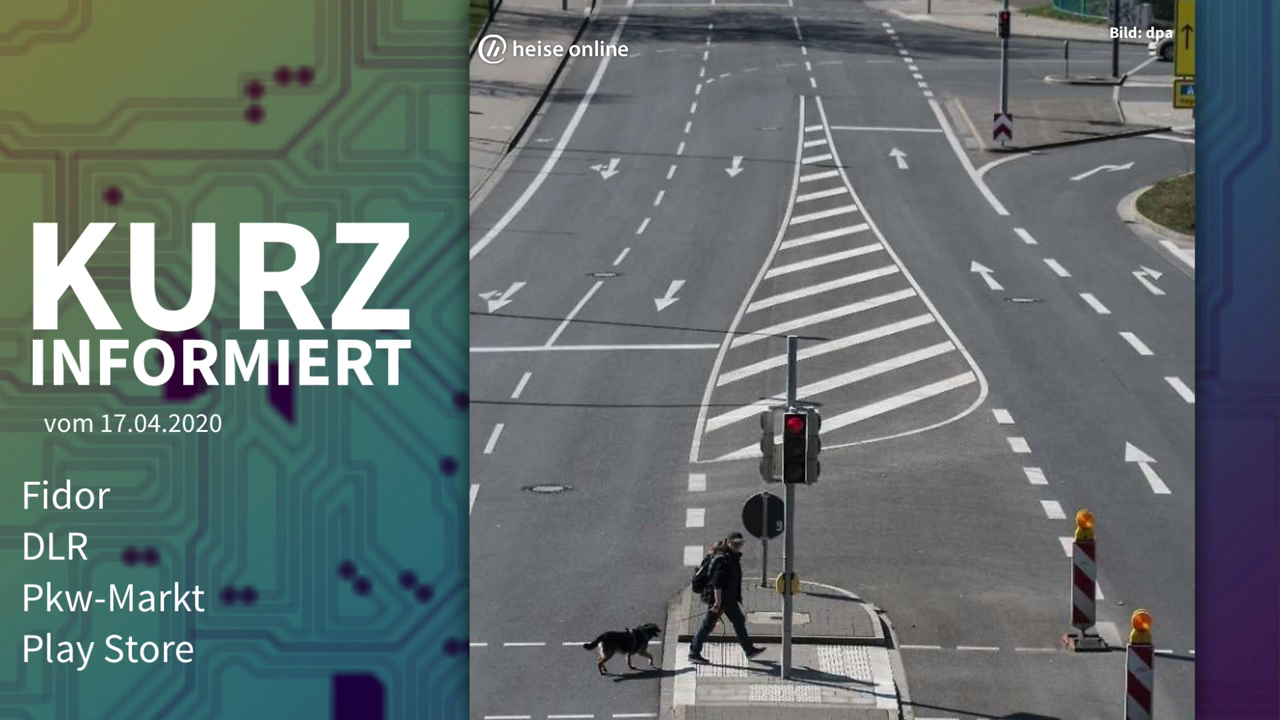 heise online
Bild: dpa
KURZ
INFORMIERT
vom 17.04.2020
Fidor
DLR
Pkw-Markt
Play Store